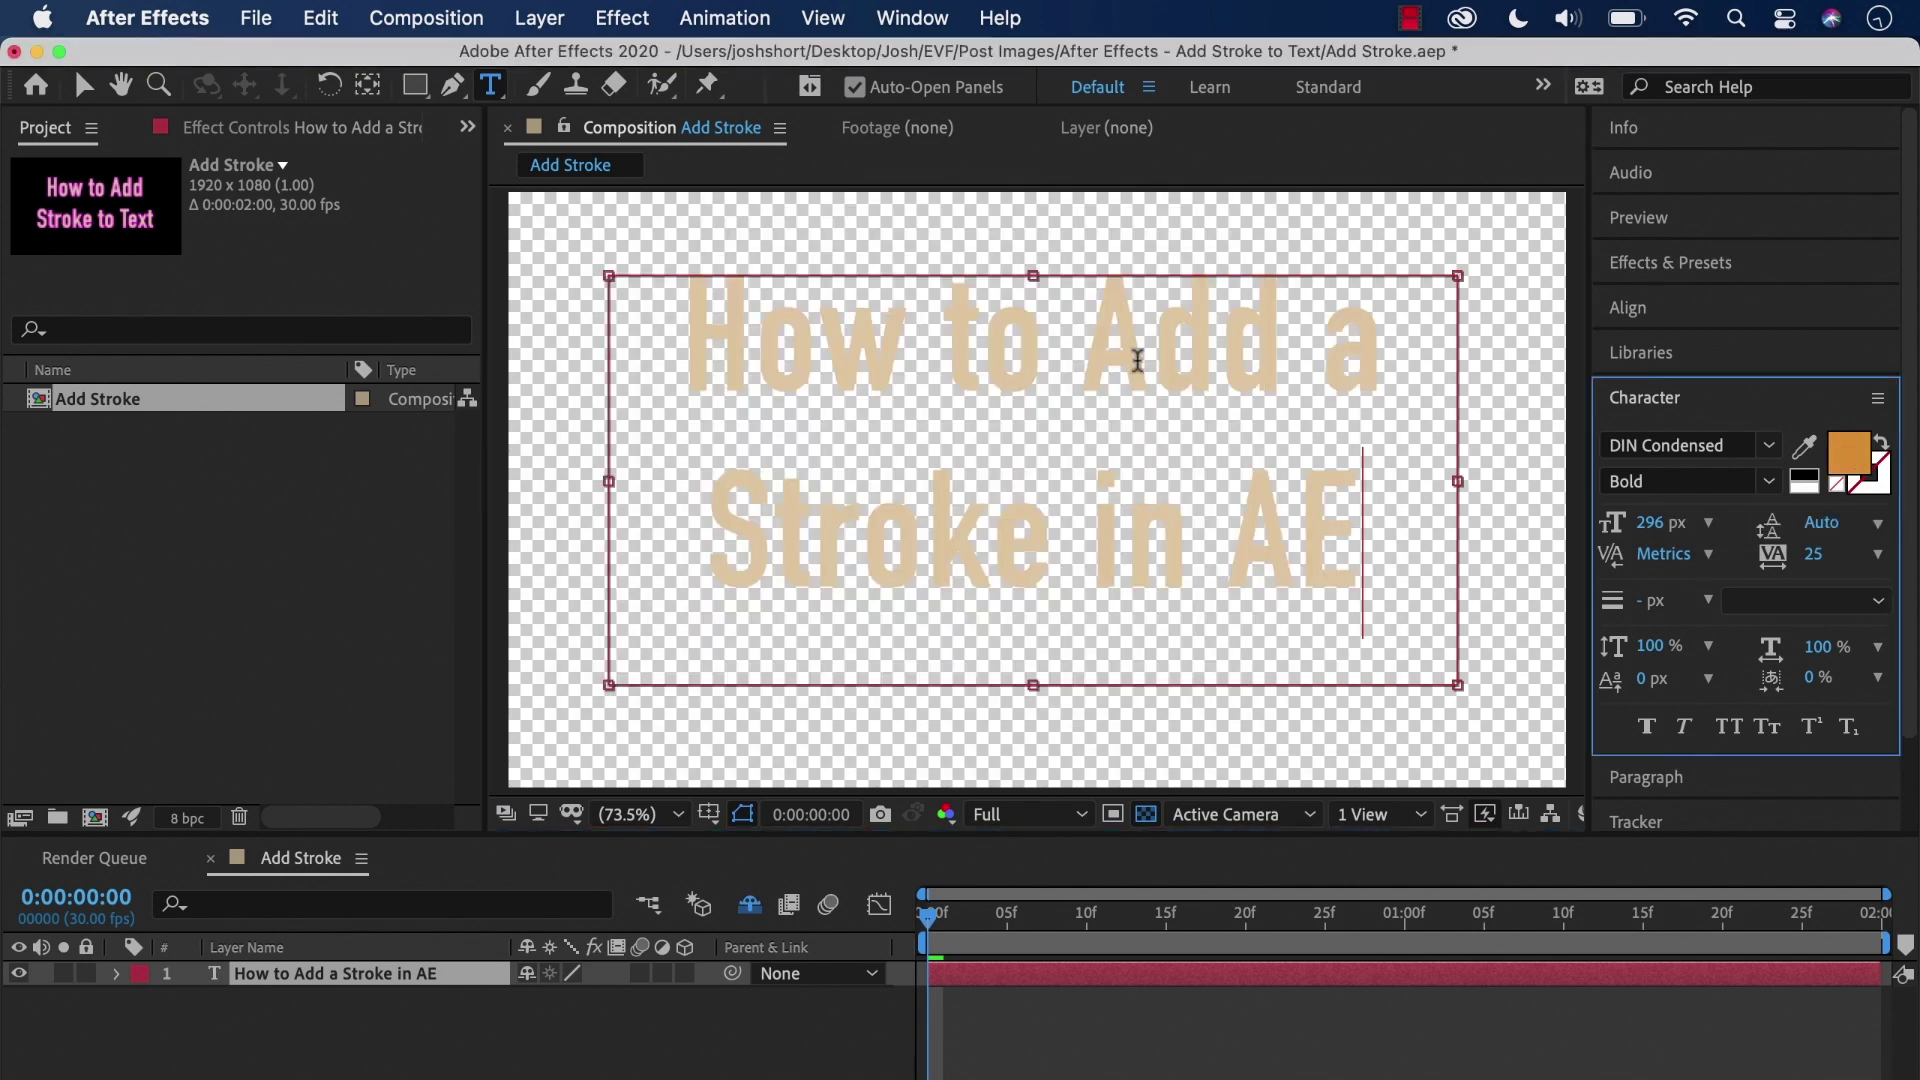 After Effects File Edit Composition Layer Effect Animation View Window Help
Adobe After Effects 2020 - /Users/joshshort/Desktop/Josh/EVF/Post Images/After Effects - Add Stroke to Text/Add Stroke.aep *
T Auto-Open Panels Default Learn Standard Search Help
Project Effect Controls How to Add a Stro Composition Add Stroke Footage (none) Layer (none) Info
How to Add
Stroke to Text
Add Stroke
1920 x 1080 (1.00)
Δ 0:00:02:00, 30.00 fps
Add Stroke
Audio
Preview
Effects & Presets
Align
Libraries
Name Type
Add Stroke Composi
How to Add a
Stroke in AE
Character
DIN Condensed
Bold
296 px Auto
Metrics 25
- px
100 % 100 %
0 px 0 %
T T TT Tт T¹ T₁
Paragraph
Tracker
8 bpc (73.5%) 0:00:00:00 Full Active Camera 1 View
Render Queue Add Stroke
0:00:00:00
00000 (30.00 fps)
05f 10f 15f 20f 25f 01:00f 05f 10f 15f 20f 25f
# Layer Name fx Parent & Link
1 T How to Add a Stroke in AE None